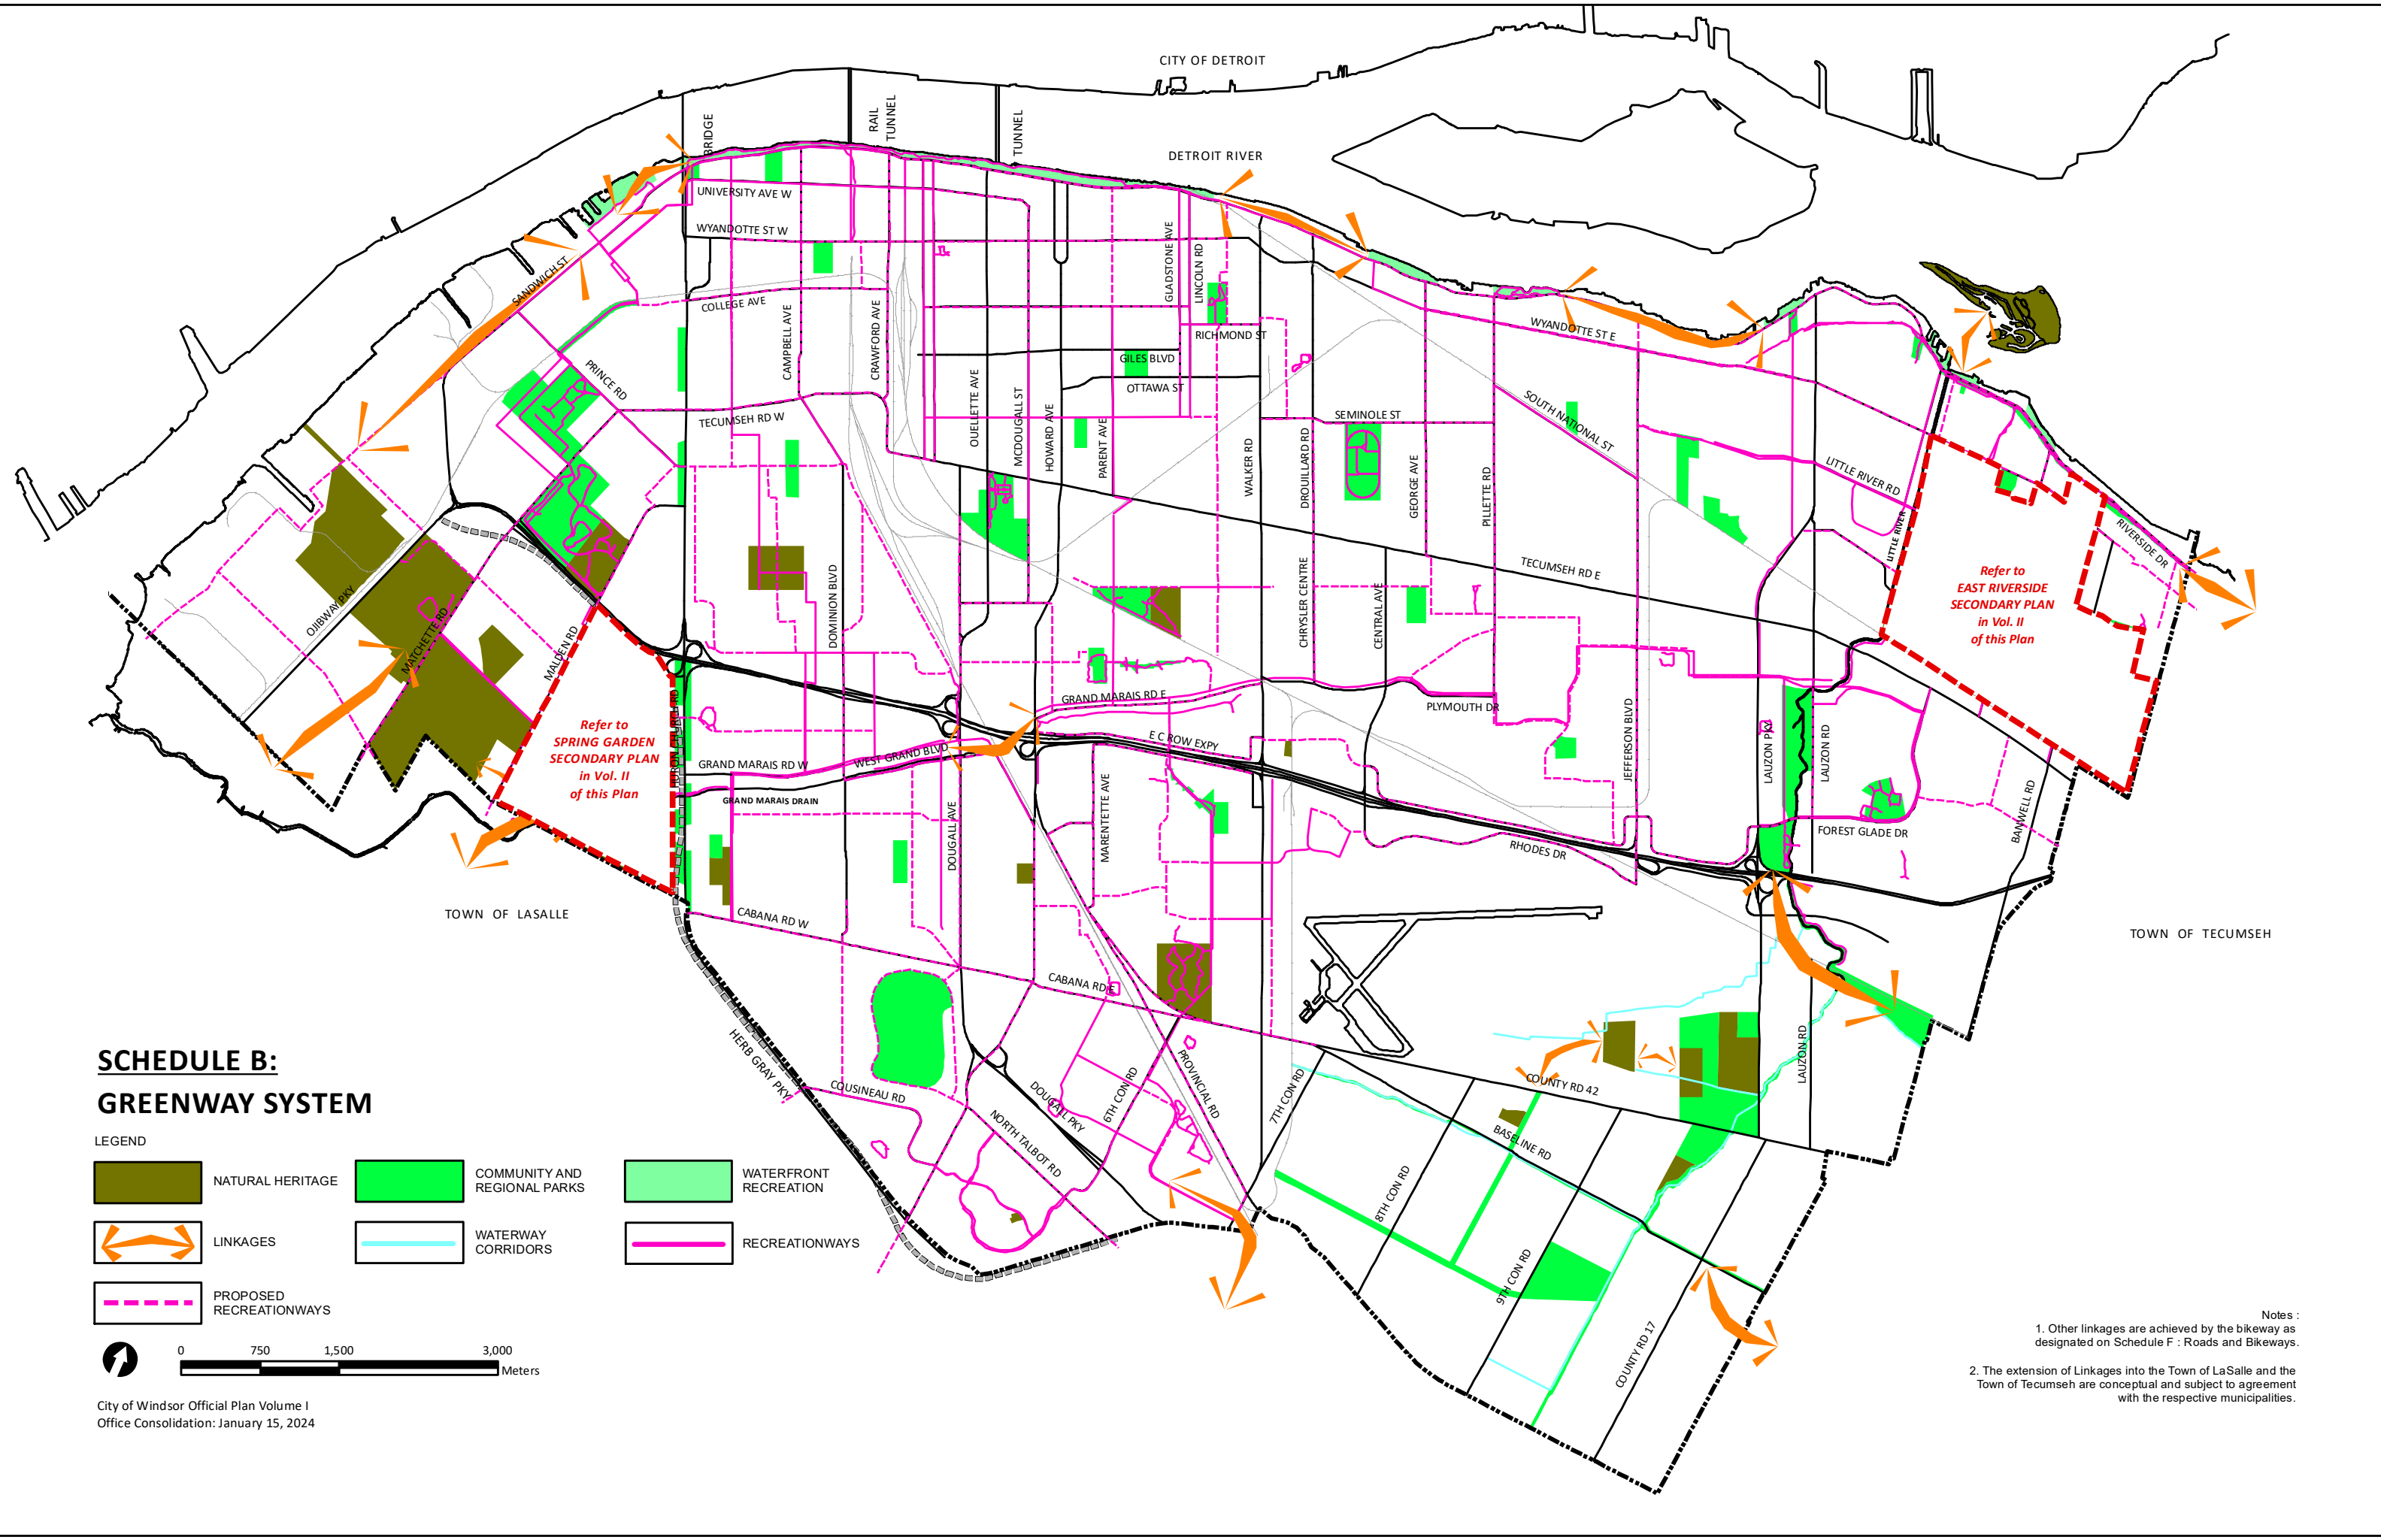 CITY OF DETROIT
DETROIT RIVER
BRIDGE
RAIL
TUNNEL
TUNNEL
UNIVERSITY AVE W
WYANDOTTE ST W
SANDWICH ST
COLLEGE AVE
CAMPBELL AVE
CRAWFORD AVE
GLADSTONE AVE
LINCOLN RD
RICHMOND ST
GILES BLVD
OTTAWA ST
WYANDOTTE ST E
PRINCE RD
TECUMSEH RD W
OUELLETTE AVE
MCDOUGALL ST
HOWARD AVE
PARENT AVE
WALKER RD
DROUILLARD RD
SEMINOLE ST
GEORGE AVE
PILLETTE RD
SOUTH NATIONAL ST
LITTLE RIVER RD
LITTLE RIVER
RIVERSIDE DR
OJIBWAY PKY
MATCHETTE RD
MALDEN RD
DOMINION BLVD
CHRYSLER CENTRE
CENTRAL AVE
TECUMSEH RD E
Refer to
EAST RIVERSIDE
SECONDARY PLAN
in Vol. II
of this Plan
Refer to
SPRING GARDEN
SECONDARY PLAN
in Vol. II
of this Plan
GRAND MARAIS RD E
PLYMOUTH DR
E C ROW EXPY
WEST GRAND BLVD
GRAND MARAIS RD W
GRAND MARAIS DRAIN
JEFFERSON BLVD
LAUZON PKY
LAUZON RD
BANWELL RD
FOREST GLADE DR
RHODES DR
DOUGALL AVE
MARENTETTE AVE
TOWN OF LASALLE
CABANA RD W
CABANA RD E
TOWN OF TECUMSEH
HERB GRAY PKY
COUSINEAU RD
NORTH TALBOT RD
DOUGALL PKY
6TH CON RD
PROVINCIAL RD
7TH CON RD
COUNTY RD 42
LAUZON RD
BASELINE RD
8TH CON RD
9TH CON RD
COUNTY RD 17
SCHEDULE B:
GREENWAY SYSTEM
LEGEND
NATURAL HERITAGE
COMMUNITY AND
REGIONAL PARKS
WATERFRONT
RECREATION
LINKAGES
WATERWAY
CORRIDORS
RECREATIONWAYS
PROPOSED
RECREATIONWAYS
0 750 1,500 3,000
Meters
City of Windsor Official Plan Volume I
Office Consolidation: January 15, 2024
Notes :
1. Other linkages are achieved by the bikeway as
designated on Schedule F : Roads and Bikeways.
2. The extension of Linkages into the Town of LaSalle and the
Town of Tecumseh are conceptual and subject to agreement
with the respective municipalities.